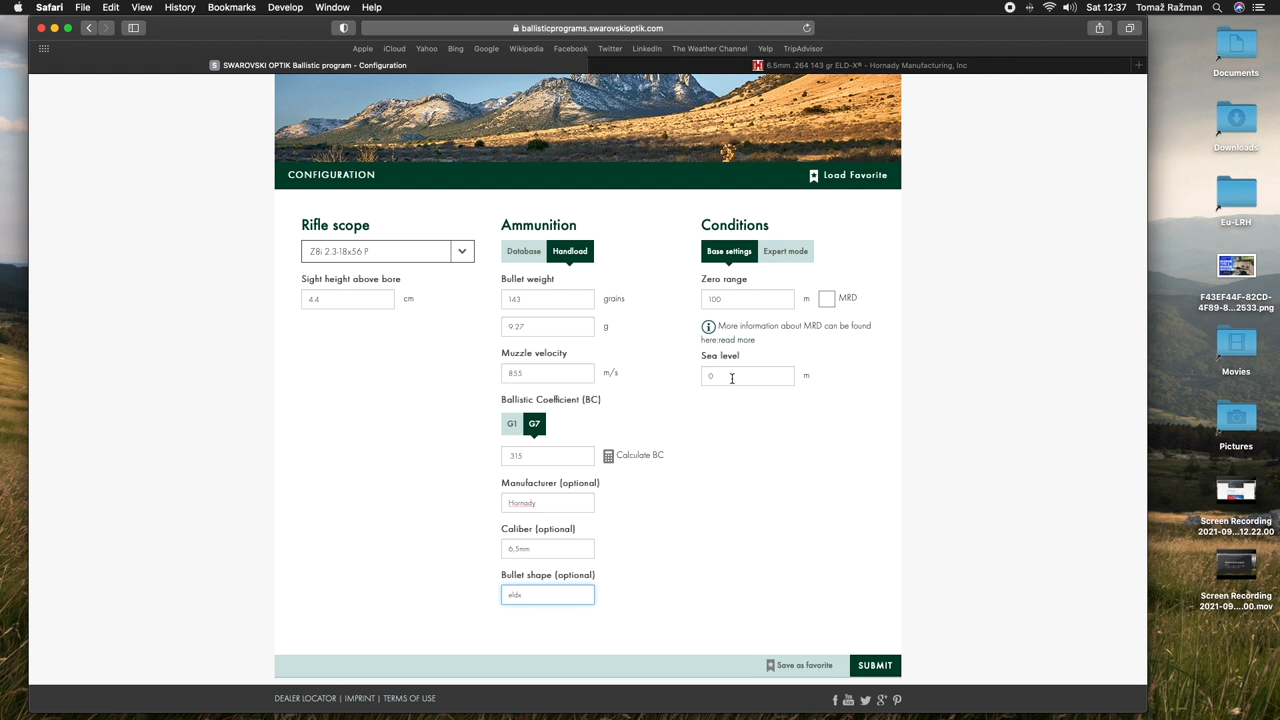 Safari File Edit View History Bookmarks Develop Window Help
Sat 12:37 Tomaž Ražman
ballisticprograms.swarovskioptik.com
Apple iCloud Yahoo Bing Google Wikipedia Facebook Twitter LinkedIn The Weather Channel Yelp TripAdvisor
S SWAROVSKI OPTIK Ballistic program - Configuration
H 6.5mm .264 143 gr ELD-X® - Hornady Manufacturing, Inc
CONFIGURATION
Load Favorite
Rifle scope
Z8i 2.3-18x56 P
Sight height above bore
4.4 cm
Ammunition
Database Handload
Bullet weight
143 grains
9.27 g
Muzzle velocity
855 m/s
Ballistic Coefficient (BC)
G1 G7
.315 Calculate BC
Manufacturer (optional)
Hornady
Caliber (optional)
6,5mm
Bullet shape (optional)
eldx
Conditions
Base settings Expert mode
Zero range
100 m MRD
More information about MRD can be found
here:read more
Sea level
0 m
Save as favorite SUBMIT
DEALER LOCATOR | IMPRINT | TERMS OF USE
Documents
Downloads
Eu-LRH
F43EF44F-82CD-
4F89-8...2533.png
Movies
Pictures
Screen Recording
2021-09...12.22.00
Screen Recording
2021-09....00.mov